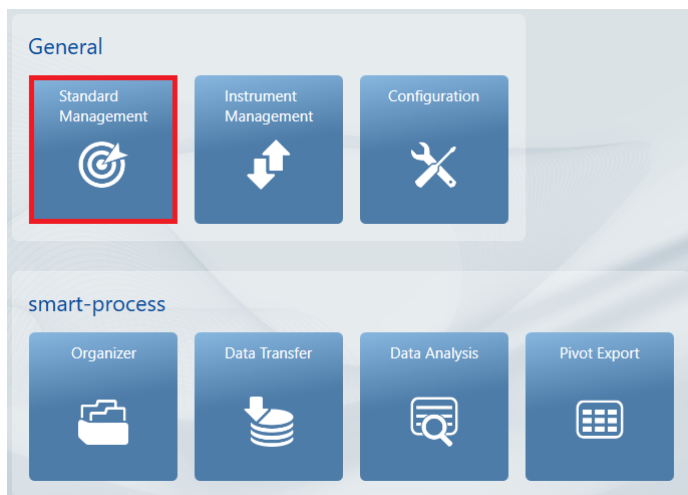 General
Standard
Management
Instrument
Management
Configuration
smart-process
Organizer
Data Transfer
Data Analysis
Pivot Export